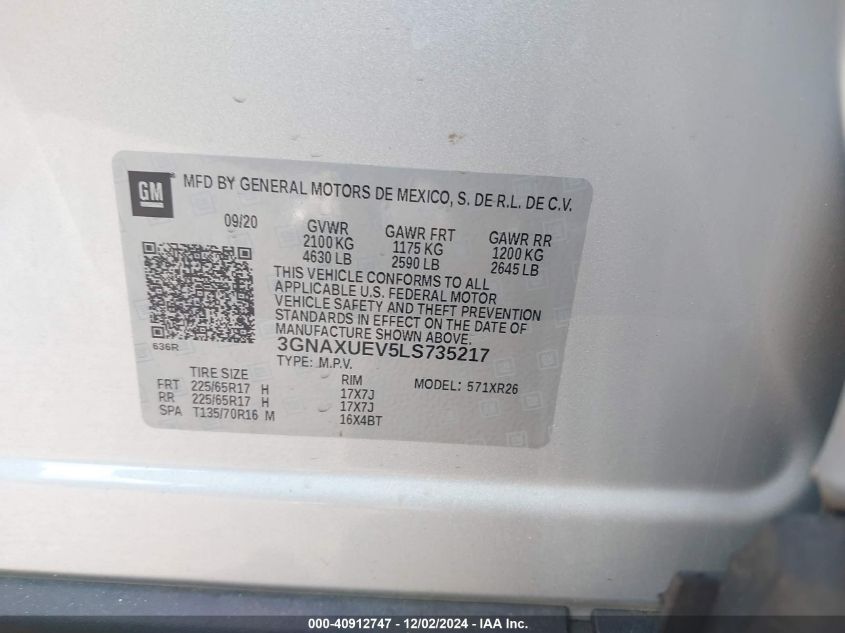 GM
MFD BY GENERAL MOTORS DE MEXICO, S. DE R.L. DE C.V.
09/20 GVWR GAWR FRT GAWR RR
2100 KG 1175 KG 1200 KG
4630 LB 2590 LB 2645 LB
THIS VEHICLE CONFORMS TO ALL
APPLICABLE U.S. FEDERAL MOTOR
VEHICLE SAFETY AND THEFT PREVENTION
STANDARDS IN EFFECT ON THE DATE OF
MANUFACTURE SHOWN ABOVE.
636R
3GNAXUEV5LS735217
TYPE: M.P.V.
TIRE SIZE RIM MODEL: 571XR26
FRT 225/65R17 H 17X7J
RR 225/65R17 H 17X7J
SPA T135/70R16 M 16X4BT
000-40912747 - 12/02/2024 - IAA Inc.